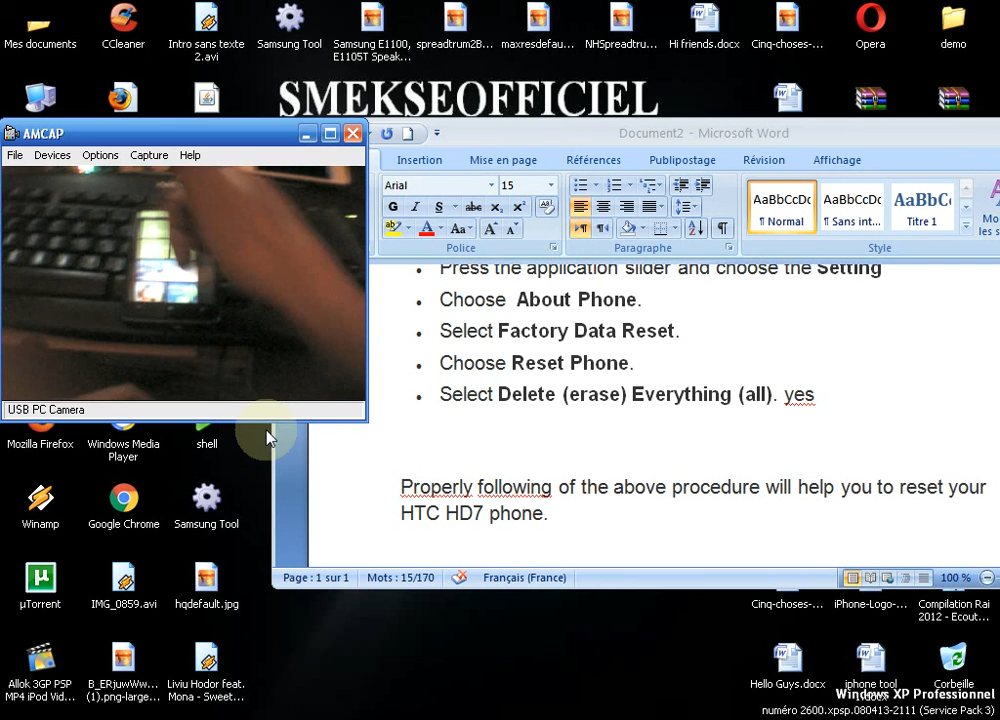 Mes documents
CCleaner
Intro sans texte 2.avi
Samsung Tool
Samsung E1100, E1105T Speak...
spreadtrum2B...
maxresdefau...
NHSpreadtru...
Hi friends.docx
Cinq-choses-...
Opera
demo
SMEKSEOFFICIEL
AMCAP
File Devices Options Capture Help
USB PC Camera
Document2 - Microsoft Word
Insertion Mise en page Références Publipostage Révision Affichage
Arial 15
AaBbCcDc AaBbCcDc AaBbC
¶ Normal ¶ Sans int... Titre 1
Police Paragraphe Style
• Press the application slider and choose the Setting
• Choose About Phone.
• Select Factory Data Reset.
• Choose Reset Phone.
• Select Delete (erase) Everything (all). yes
Properly following of the above procedure will help you to reset your
HTC HD7 phone.
Page : 1 sur 1 Mots : 15/170 Français (France) 100 %
Mozilla Firefox
Windows Media Player
shell
Winamp
Google Chrome
Samsung Tool
µTorrent
IMG_0859.avi
hqdefault.jpg
Cinq-choses-...
iPhone-Logo-...
Compilation Rai 2012 - Ecout...
Allok 3GP PSP MP4 iPod Vid...
B_ERjuwWw... (1).png-large...
Liviu Hodor feat. Mona - Sweet...
Hello Guys.docx
iphone tool
Corbeille
Windows XP Professionnel
numéro 2600.xpsp.080413-2111 (Service Pack 3)